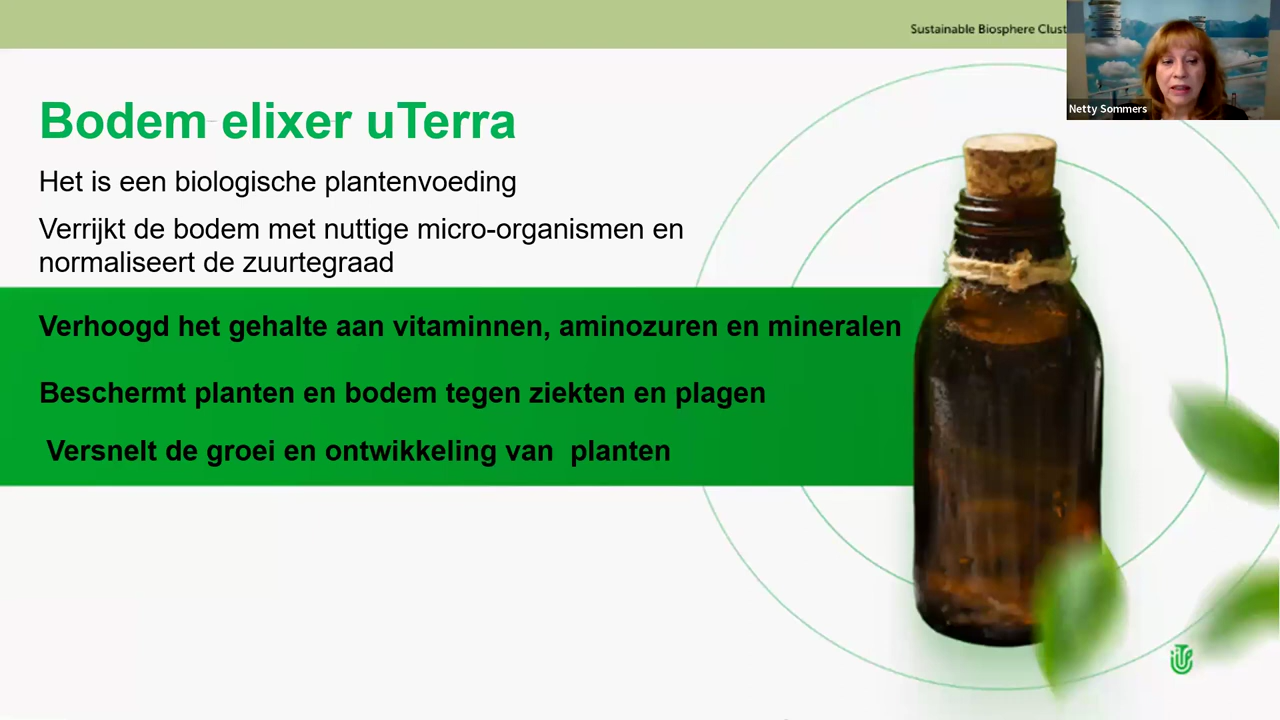 Sustainable Biosphere Clust
Netty Sommers
Bodem elixer uTerra
Het is een biologische plantenvoeding
Verrijkt de bodem met nuttige micro-organismen en
normaliseert de zuurtegraad
Verhoogd het gehalte aan vitaminnen, aminozuren en mineralen
Beschermt planten en bodem tegen ziekten en plagen
Versnelt de groei en ontwikkeling van  planten